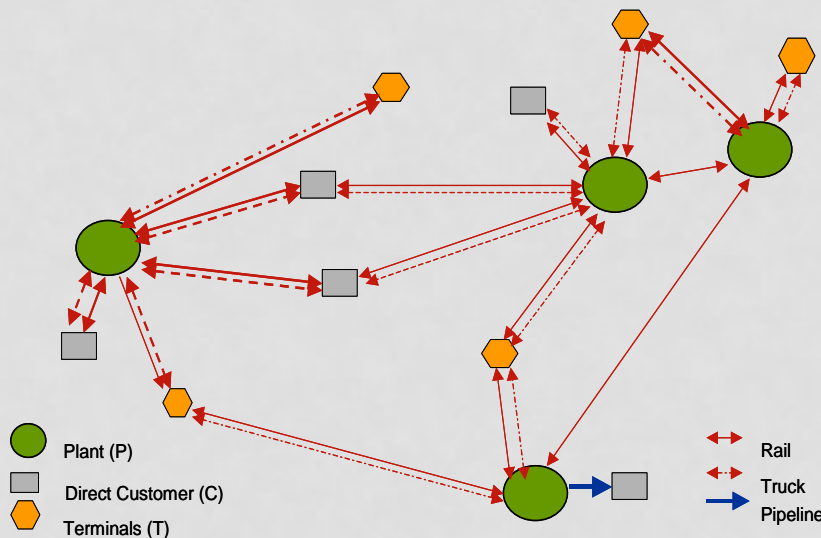 Plant (P)
Direct Customer (C)
Terminals (T)
Rail
Truck
Pipeline